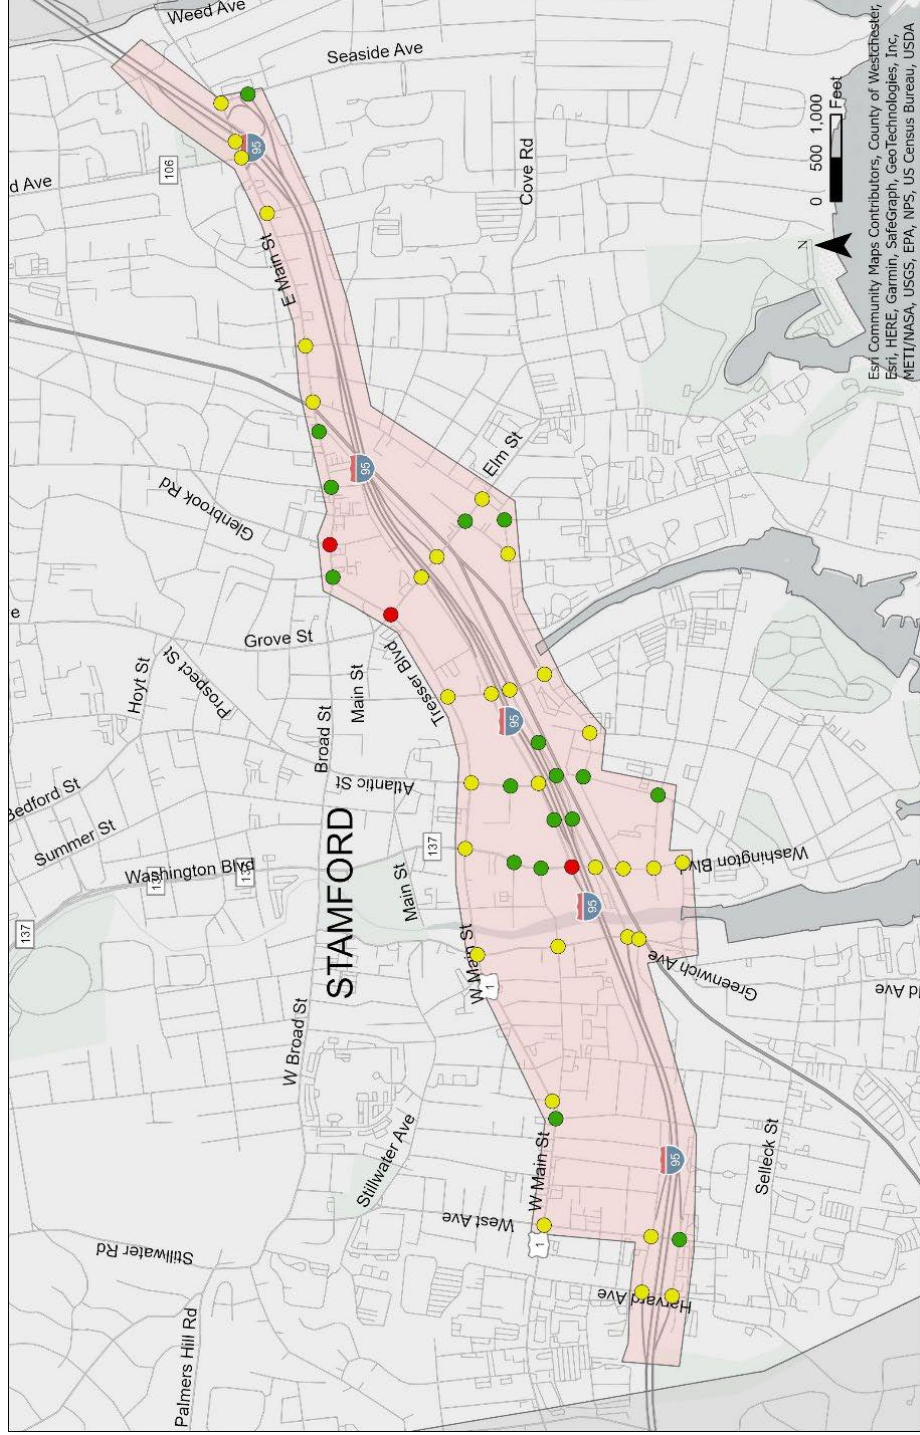 Weed Ave
Seaside Ave
106
d Ave
Cove Rd
95
E Main St
0 500 1,000
Feet
N
Esri Community Maps Contributors, County of Westchester,
Esri, HERE, Garmin, SafeGraph, GeoTechnologies, Inc,
METI/NASA, USGS, EPA, NPS, US Census Bureau, USDA
Elm St
95
Glenbrook Rd
e
Grove St
Hoyt St
Prospect St
Main St
Tresser Blvd
Broad St
95
Bedford St
Atlantic St
Summer St
STAMFORD
137
Washington Blvd
Washington Blvd
137
Main St
95
W Main St
1
Greenwich Ave
ld Ave
W Broad St
Stillwater Ave
W Main St
Selleck St
95
West Ave
1
Stillwater Rd
Harvard Ave
Palmers Hill Rd